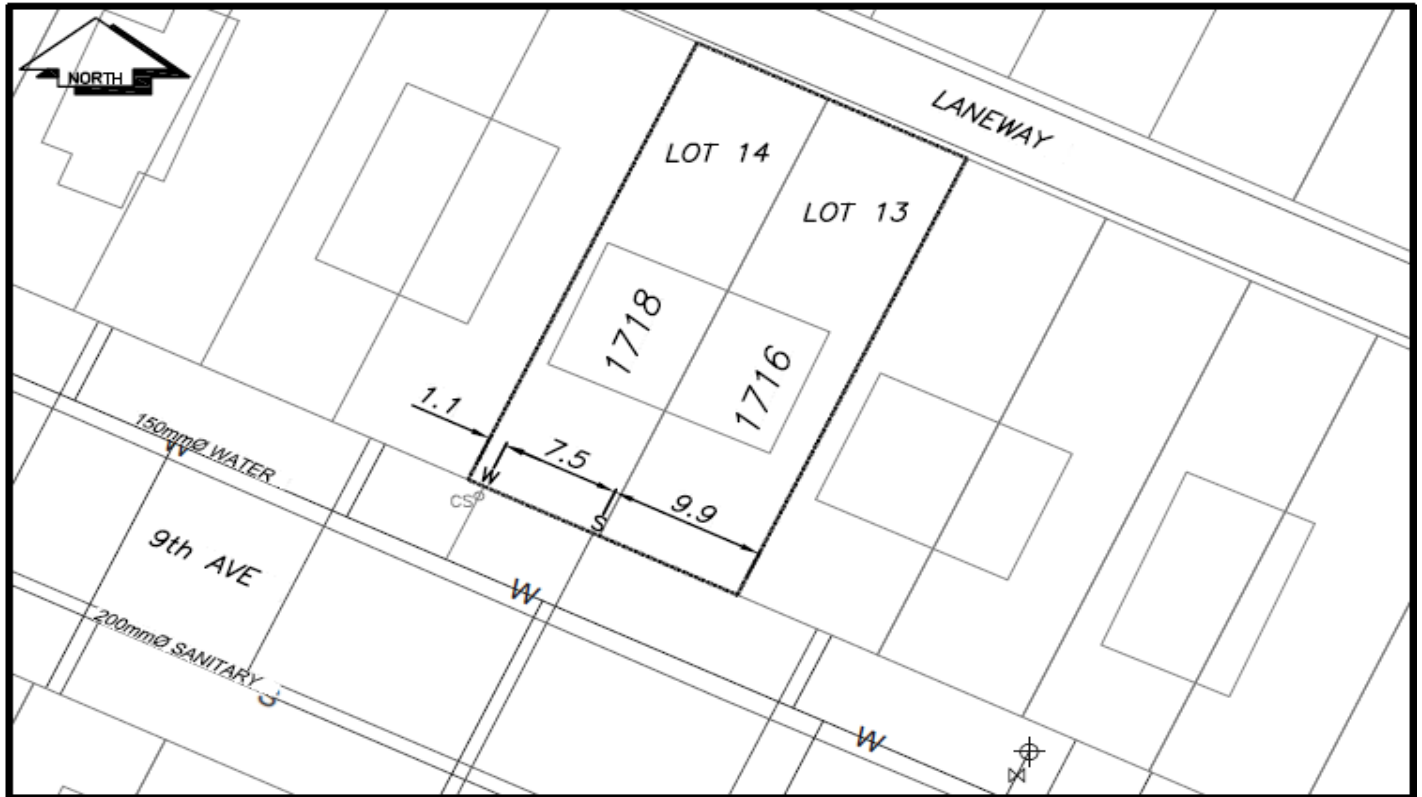 NORTH
LANEWAY
LOT 14
LOT 13
1718
1716
1.1
7.5
9.9
W
S
CS
150mmØ WATER
W
9th AVE
W
200mmØ SANITARY
W